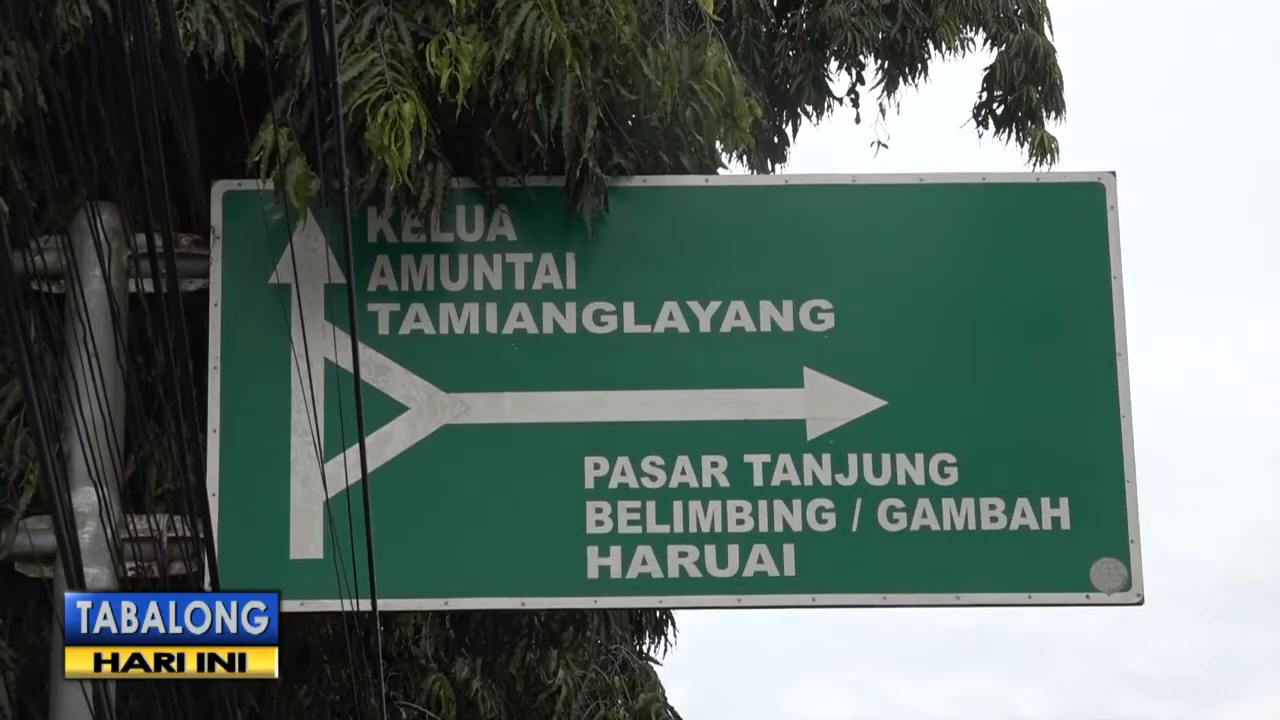 KELUA
AMUNTAI
TAMIANGLAYANG
PASAR TANJUNG
BELIMBING / GAMBAH
HARUAI
TABALONG
HARI INI